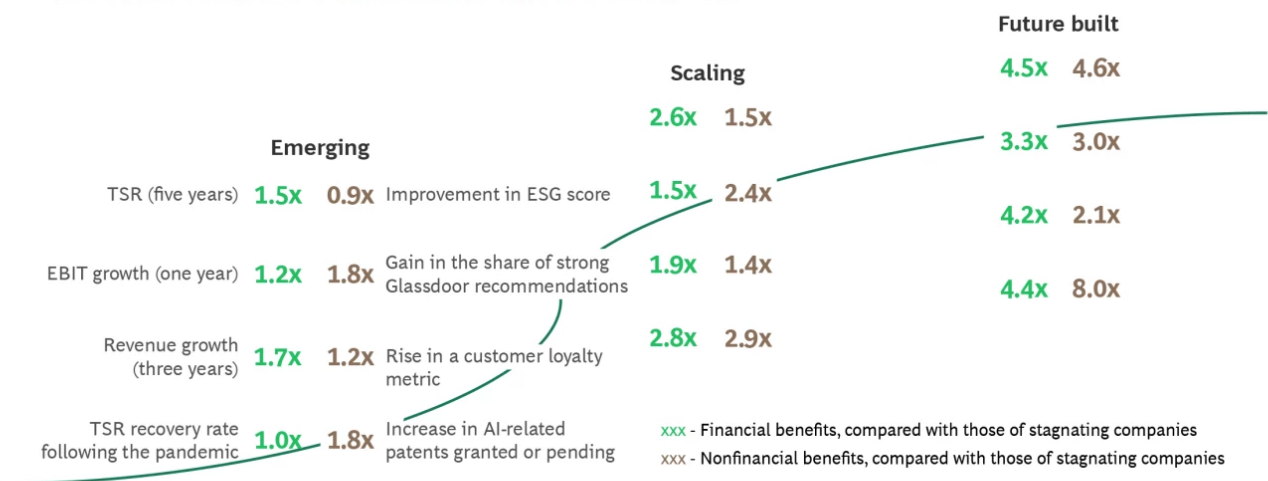 Future built
4.5x 4.6x
Scaling
2.6x 1.5x
3.3x 3.0x
Emerging
TSR (five years) 1.5x 0.9x Improvement in ESG score
1.5x 2.4x
4.2x 2.1x
EBIT growth (one year) 1.2x 1.8x Gain in the share of strong
Glassdoor recommendations
1.9x 1.4x
4.4x 8.0x
Revenue growth
(three years) 1.7x 1.2x Rise in a customer loyalty
metric
2.8x 2.9x
TSR recovery rate
following the pandemic 1.0x 1.8x Increase in AI-related
patents granted or pending
xxx - Financial benefits, compared with those of stagnating companies
xxx - Nonfinancial benefits, compared with those of stagnating companies